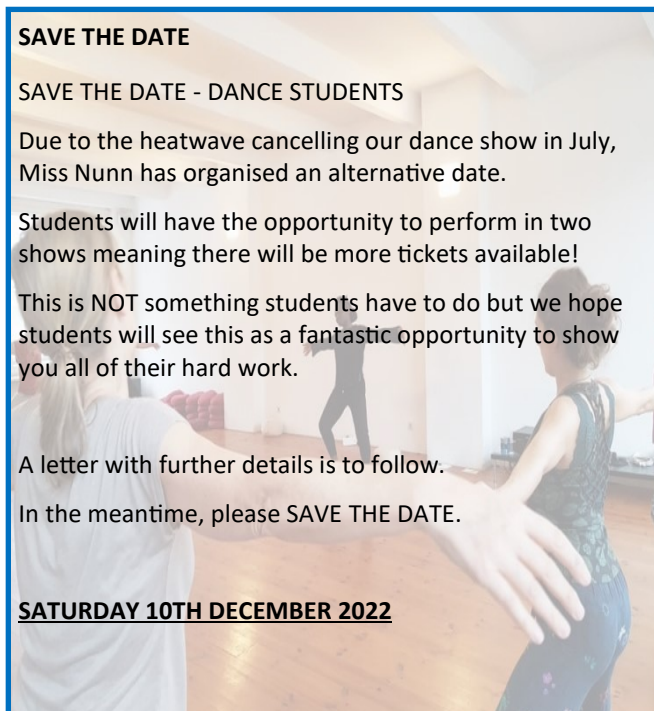 SAVE THE DATE
SAVE THE DATE - DANCE STUDENTS
Due to the heatwave cancelling our dance show in July,
Miss Nunn has organised an alternative date.
Students will have the opportunity to perform in two
shows meaning there will be more tickets available!
This is NOT something students have to do but we hope
students will see this as a fantastic opportunity to show
you all of their hard work.
A letter with further details is to follow.
In the meantime, please SAVE THE DATE.
SATURDAY 10TH DECEMBER 2022